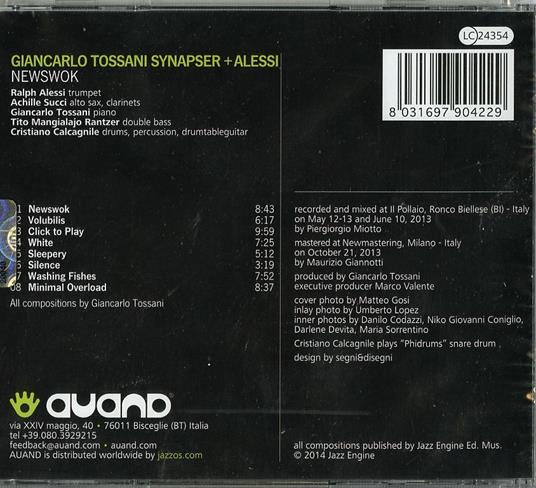 LC 24354
GIANCARLO TOSSANI SYNAPSER + ALESSI
NEWSWOK
Ralph Alessi trumpet
Achille Succi alto sax, clarinets
Giancarlo Tossani piano
Tito Mangialajo Rantzer double bass
Cristiano Calcagnile drums, percussion, drumtableguitar
8 031697 904229
1 Newswok 8:43
2 Volubilis 6:17
3 Click to Play 9:59
4 White 7:25
5 Sleepery 5:12
6 Silence 3:19
7 Washing Fishes 7:52
08 Minimal Overload 8:37
All compositions by Giancarlo Tossani
recorded and mixed at Il Pollaio, Ronco Biellese (BI) - Italy
on May 12-13 and June 10, 2013
by Piergiorgio Miotto
mastered at Newmastering, Milano - Italy
on October 21, 2013
by Maurizio Giannotti
produced by Giancarlo Tossani
executive producer Marco Valente
cover photo by Matteo Gosi
inlay photo by Umberto Lopez
inner photos by Danilo Codazzi, Niko Giovanni Coniglio,
Darlene Devita, Maria Sorrentino
Cristiano Calcagnile plays "Phidrums" snare drum
design by segni&disegni
AUAND
via XXIV maggio, 40 • 76011 Bisceglie (BT) Italia
tel +39.080.3929215
feedback@auand.com • auand.com
AUAND is distributed worldwide by jazzos.com
all compositions published by Jazz Engine Ed. Mus.
© 2014 Jazz Engine